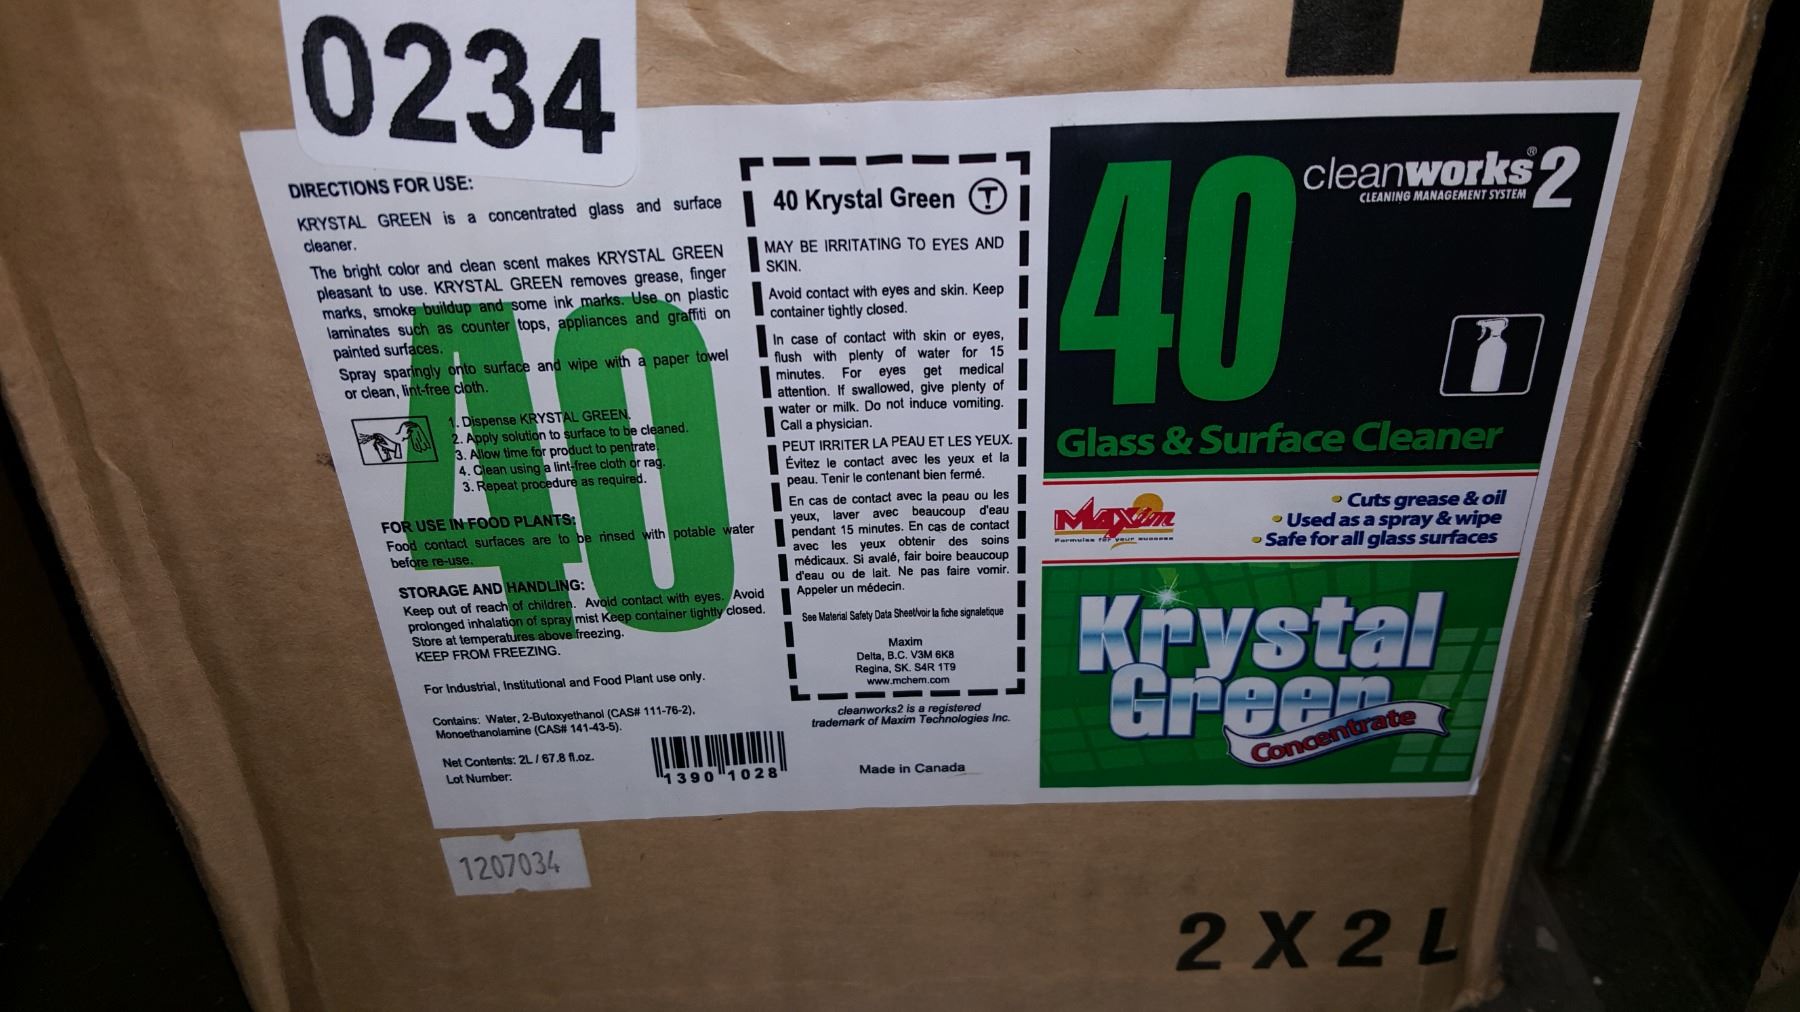 0234
DIRECTIONS FOR USE:
KRYSTAL GREEN is a concentrated glass and surface
cleaner.
The bright color and clean scent makes KRYSTAL GREEN
pleasant to use. KRYSTAL GREEN removes grease, finger
marks, smoke buildup and some ink marks. Use on plastic
laminates such as counter tops, appliances and graffiti on
painted surfaces.
Spray sparingly onto surface and wipe with a paper towel
or clean, lint-free cloth.
1. Dispense KRYSTAL GREEN.
2. Apply solution to surface to be cleaned.
3. Allow time for product to pentrate.
4. Clean using a lint-free cloth or rag.
3. Repeat procedure as required.
40
FOR USE IN FOOD PLANTS:
Food contact surfaces are to be rinsed with potable water
before re-use.
STORAGE AND HANDLING:
Keep out of reach of children. Avoid contact with eyes. Avoid
prolonged inhalation of spray mist Keep container tightly closed.
Store at temperatures above freezing.
KEEP FROM FREEZING.
For Industrial, Institutional and Food Plant use only.
Contains: Water, 2-Butoxyethanol (CAS# 111-76-2),
Monoethanolamine (CAS# 141-43-5).
Net Contents: 2L / 67.8 fl.oz.
Lot Number:
1390 1028
40 Krystal Green T
MAY BE IRRITATING TO EYES AND
SKIN.
Avoid contact with eyes and skin. Keep
container tightly closed.
In case of contact with skin or eyes,
flush with plenty of water for 15
minutes. For eyes get medical
attention. If swallowed, give plenty of
water or milk. Do not induce vomiting.
Call a physician.
PEUT IRRITER LA PEAU ET LES YEUX.
Évitez le contact avec les yeux et la
peau. Tenir le contenant bien fermé.
En cas de contact avec la peau ou les
yeux, laver avec beaucoup d'eau
pendant 15 minutes. En cas de contact
avec les yeux obtenir des soins
médicaux. Si avalé, fair boire beaucoup
d'eau ou de lait. Ne pas faire vomir.
Appeler un médecin.
See Material Safety Data Sheet/voir la fiche signaletique
Maxim
Delta, B.C. V3M 6K8
Regina, SK. S4R 1T9
www.mchem.com
cleanworks2 is a registered
trademark of Maxim Technologies Inc.
Made in Canada
40
cleanworks®2
CLEANING MANAGEMENT SYSTEM
Glass & Surface Cleaner
Maxim
Formulas for your success
• Cuts grease & oil
• Used as a spray & wipe
• Safe for all glass surfaces
Krystal
Green
Concentrate
1207034
2 X 2 L